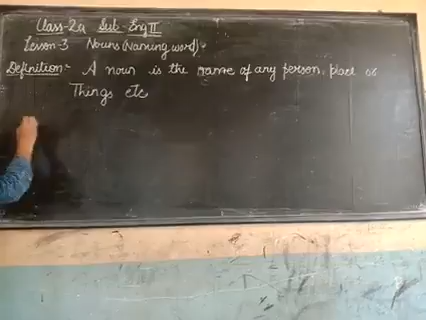 Class-2a Sub-Eng II
Lesson-3 Nouns (Naming word)
Definition:- A noun is the name of any person, place or
Things etc